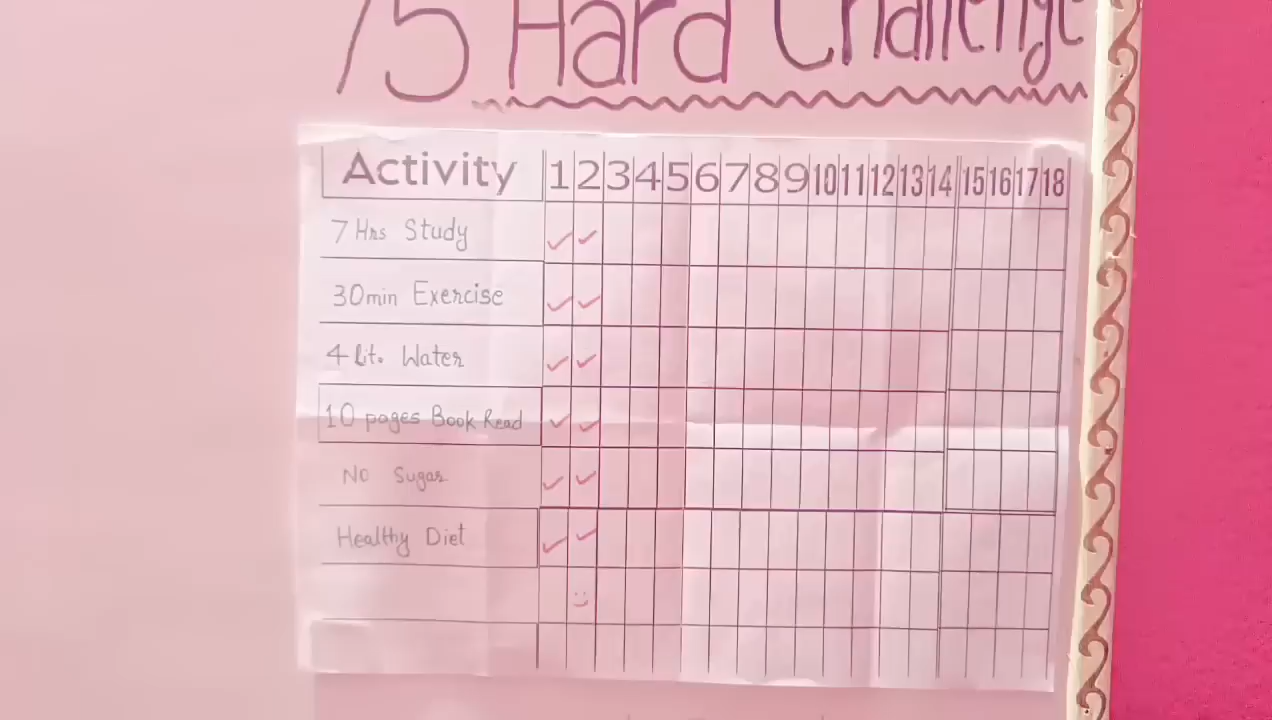 75 Hard Challenge
Activity 1 2 3 4 5 6 7 8 9 10 11 12 13 14 15 16 17 18
7 Hrs Study
30min Exercise
4 lit. Water
10 pages Book Read
No Sugar
Healthy Diet